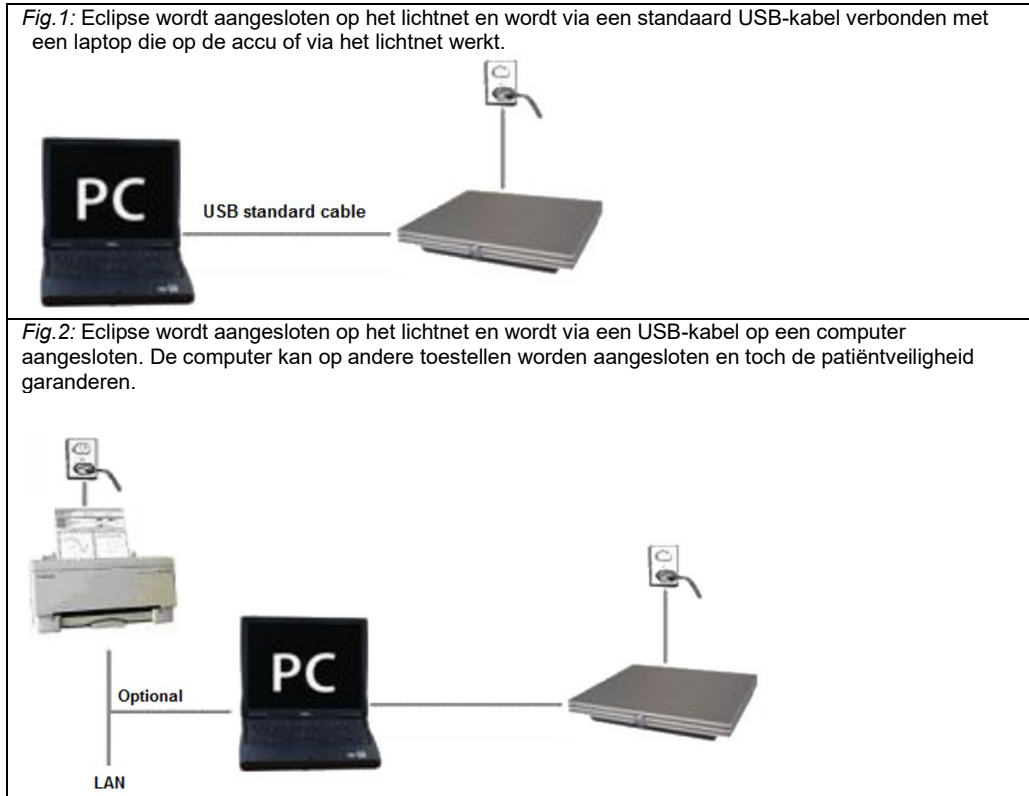 Fig.1: Eclipse wordt aangesloten op het lichtnet en wordt via een standaard USB-kabel verbonden met
een laptop die op de accu of via het lichtnet werkt.
PC
USB standard cable
Fig.2: Eclipse wordt aangesloten op het lichtnet en wordt via een USB-kabel op een computer
aangesloten. De computer kan op andere toestellen worden aangesloten en toch de patiëntveiligheid
garanderen.
PC
Optional
LAN